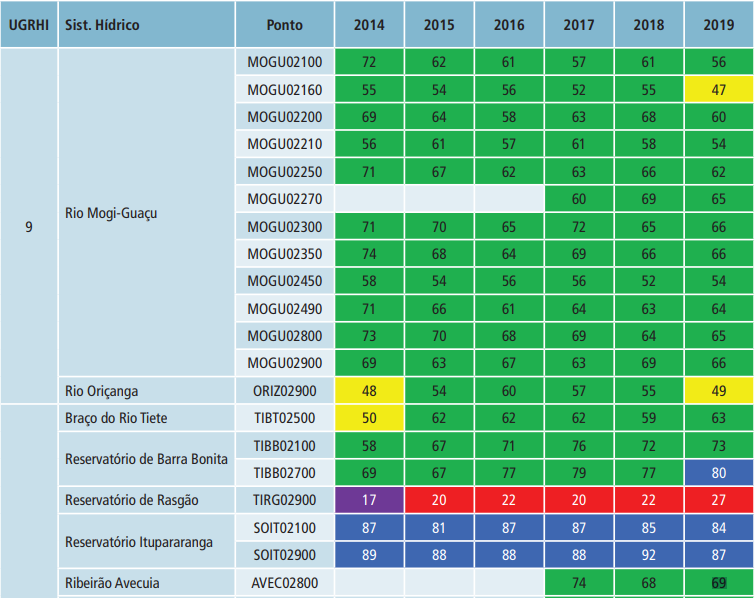 UGRHI Sist. Hídrico Ponto 2014 2015 2016 2017 2018 2019
MOGU02100 72 62 61 57 61 56
MOGU02160 55 54 56 52 55 47
MOGU02200 69 64 58 63 68 60
MOGU02210 56 61 57 61 58 54
MOGU02250 71 67 62 63 66 62
MOGU02270 60 69 65
9 Rio Mogi-Guaçu MOGU02300 71 70 65 72 65 66
MOGU02350 74 68 64 69 66 66
MOGU02450 58 54 56 56 52 54
MOGU02490 71 66 61 64 63 64
MOGU02800 73 70 68 69 64 65
MOGU02900 69 63 67 63 69 66
Rio Oriçanga ORIZ02900 48 54 60 57 55 49
Braço do Rio Tiete TIBT02500 50 62 62 62 59 63
Reservatório de Barra Bonita TIBB02100 58 67 71 76 72 73
TIBB02700 69 67 77 79 77 80
Reservatório de Rasgão TIRG02900 17 20 22 20 22 27
Reservatório Itupararanga SOIT02100 87 81 87 87 85 84
SOIT02900 89 88 88 88 92 87
Ribeirão Avecuia AVEC02800 74 68 69